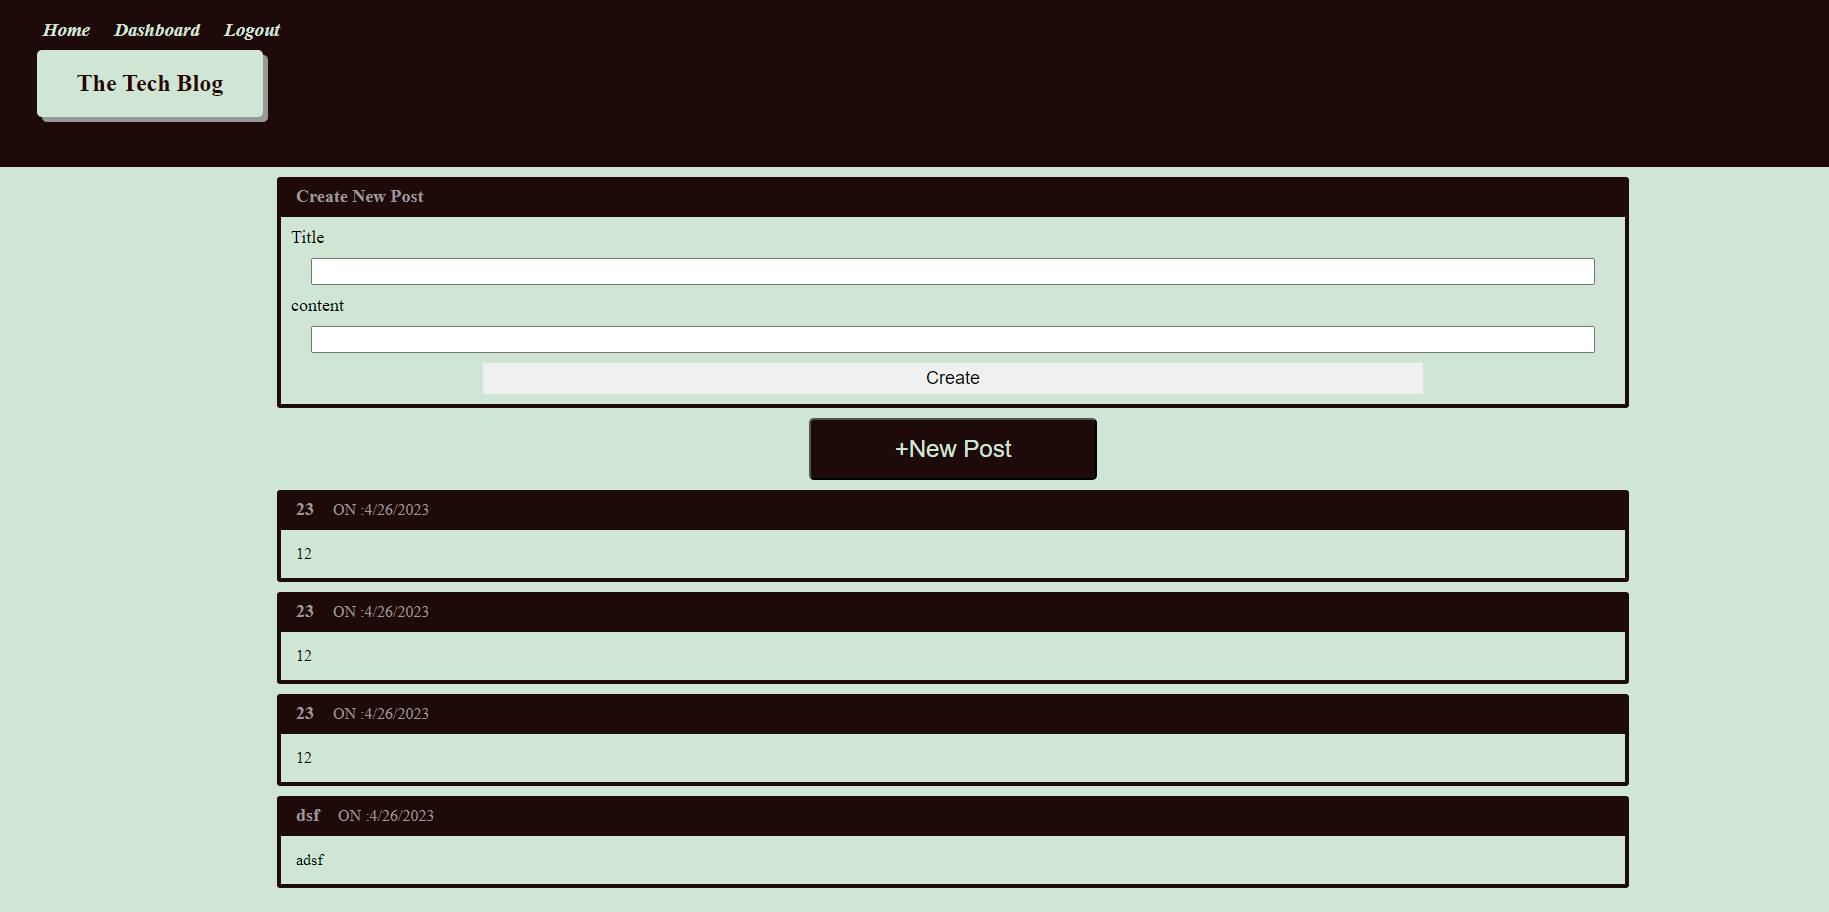 Home Dashboard Logout
The Tech Blog
Create New Post
Title
content
Create
+New Post
23 ON :4/26/2023
12
23 ON :4/26/2023
12
23 ON :4/26/2023
12
dsf ON :4/26/2023
adsf